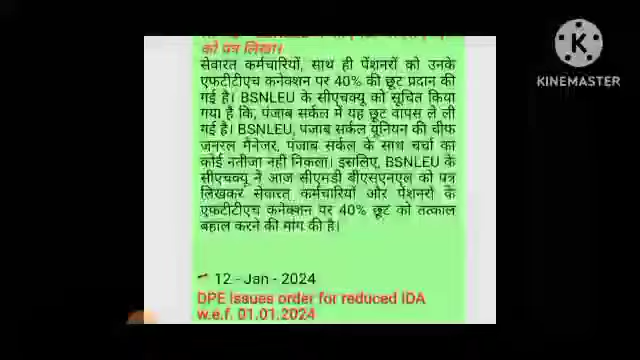 को पत्र लिखा।
सेवारत कर्मचारियों, साथ ही पेंशनरों को उनके
एफटीटीएच कनेक्शन पर 40% की छूट प्रदान की
गई है। BSNLEU के सीएचक्यू को सूचित किया
गया है कि, पंजाब सर्कल में यह छूट वापस ले ली
गई है। BSNLEU, पंजाब सर्कल यूनियन की चीफ
जनरल मैनेजर, पंजाब सर्कल के साथ चर्चा का
कोई नतीजा नहीं निकला। इसलिए, BSNLEU के
सीएचक्यू ने आज सीएमडी बीएसएनएल को पत्र
लिखकर सेवारत कर्मचारियों और पेंशनरों के
एफटीटीएच कनेक्शन पर 40% छूट को तत्काल
बहाल करने की मांग की है।
12 - Jan - 2024
DPE issues order for reduced IDA
w.e.f. 01.01.2024
K
KINEMASTER